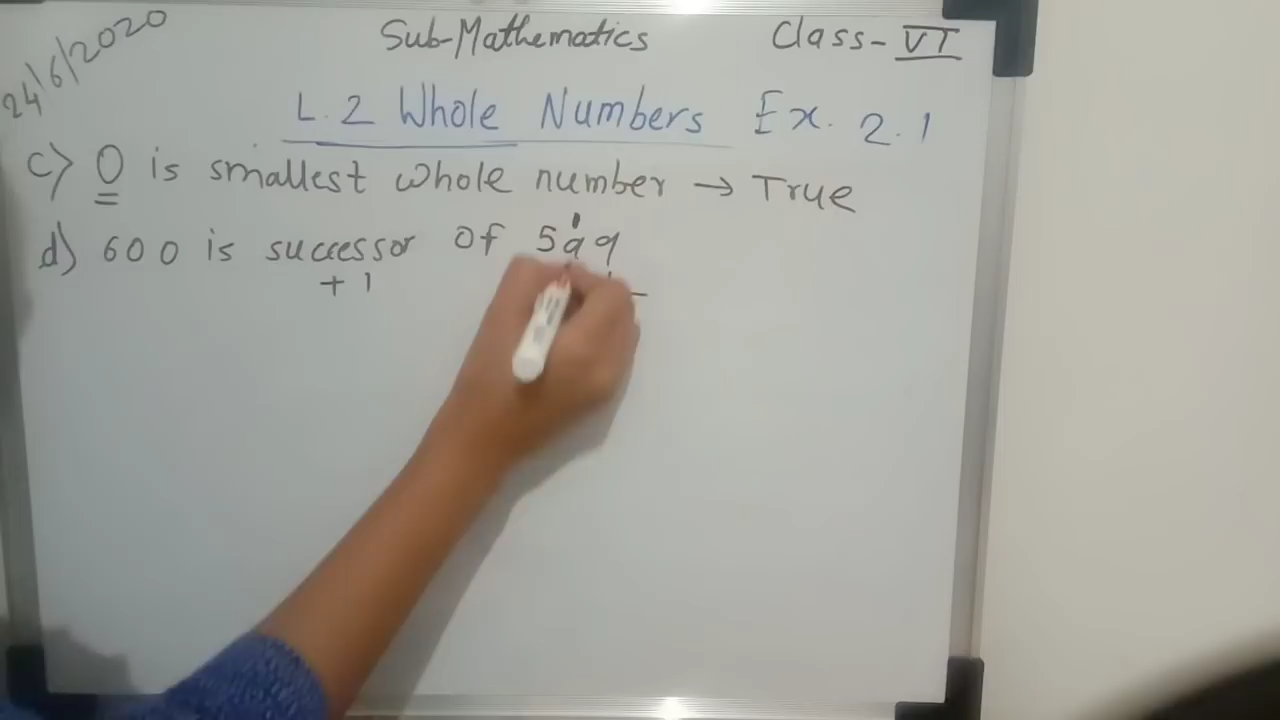 24/6/2020
Sub-Mathematics Class-VI
L.2 Whole Numbers Ex. 2.1
c) 0 is smallest whole number → True
d) 600 is successor of 599
+1